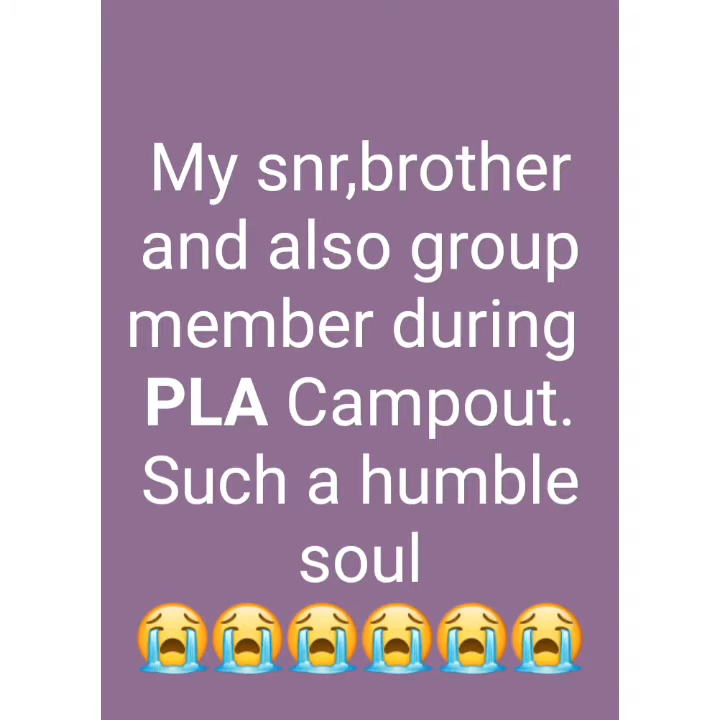 My snr,brother
and also group
member during
PLA Campout.
Such a humble
soul
😭😭😭😭😭😭